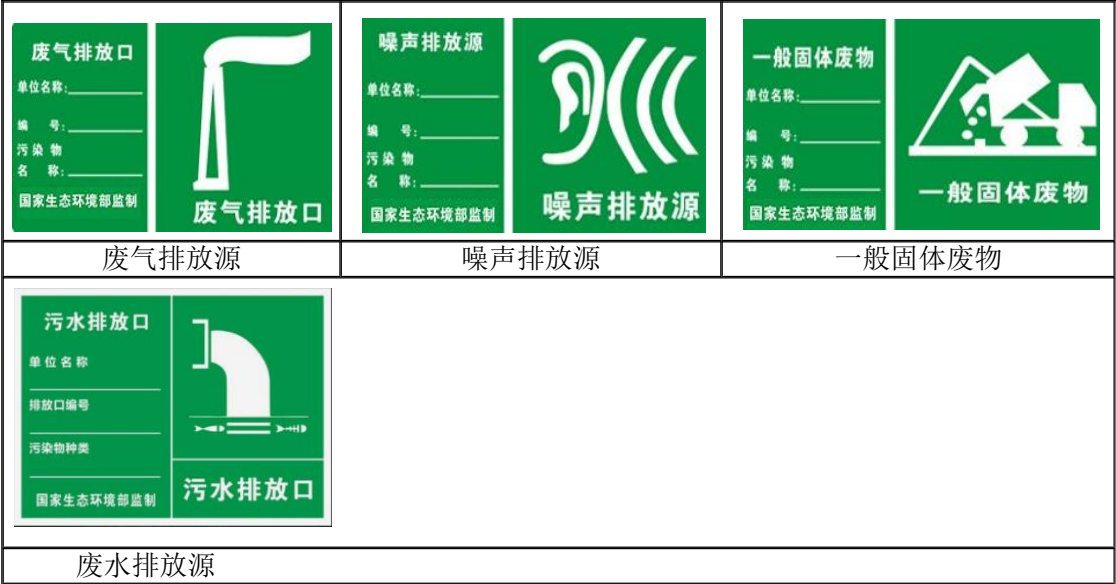 废气排放口
单位名称:
编 号:
污染物
名 称:
国家生态环境部监制
废气排放口
噪声排放源
单位名称:
编 号:
污染物
名 称:
国家生态环境部监制
噪声排放源
一般固体废物
单位名称:
编 号:
污染物
名 称:
国家生态环境部监制
一般固体废物
废气排放源
噪声排放源
一般固体废物
污水排放口
单位名称
排放口编号
污染物种类
国家生态环境部监制
污水排放口
废水排放源